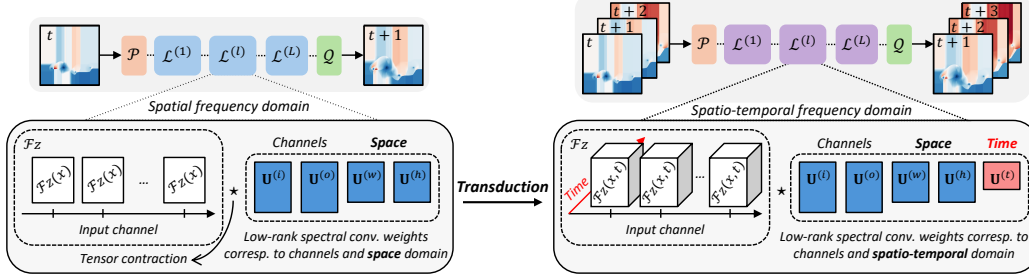 t
𝒫
ℒ^(1)
ℒ^(l)
ℒ^(L)
𝒬
t + 1
Spatial frequency domain
ℱz
ℱz(x)
ℱz(x)
...
ℱz(x)
Input channel
Tensor contraction
★
Channels
Space
U^(i)
U^(o)
U^(w)
U^(h)
Low-rank spectral conv. weights
corresp. to channels and space domain
Transduction
t + 2
t + 1
t
𝒫
ℒ^(1)
ℒ^(l)
ℒ^(L)
𝒬
t + 3
t + 2
t + 1
Spatio-temporal frequency domain
ℱz
Time
ℱz(x, t)
ℱz(x, t)
...
ℱz(x, t)
Input channel
★
Channels
Space
Time
U^(i)
U^(o)
U^(w)
U^(h)
U^(t)
Low-rank spectral conv. weights corresp. to
channels and spatio-temporal domain